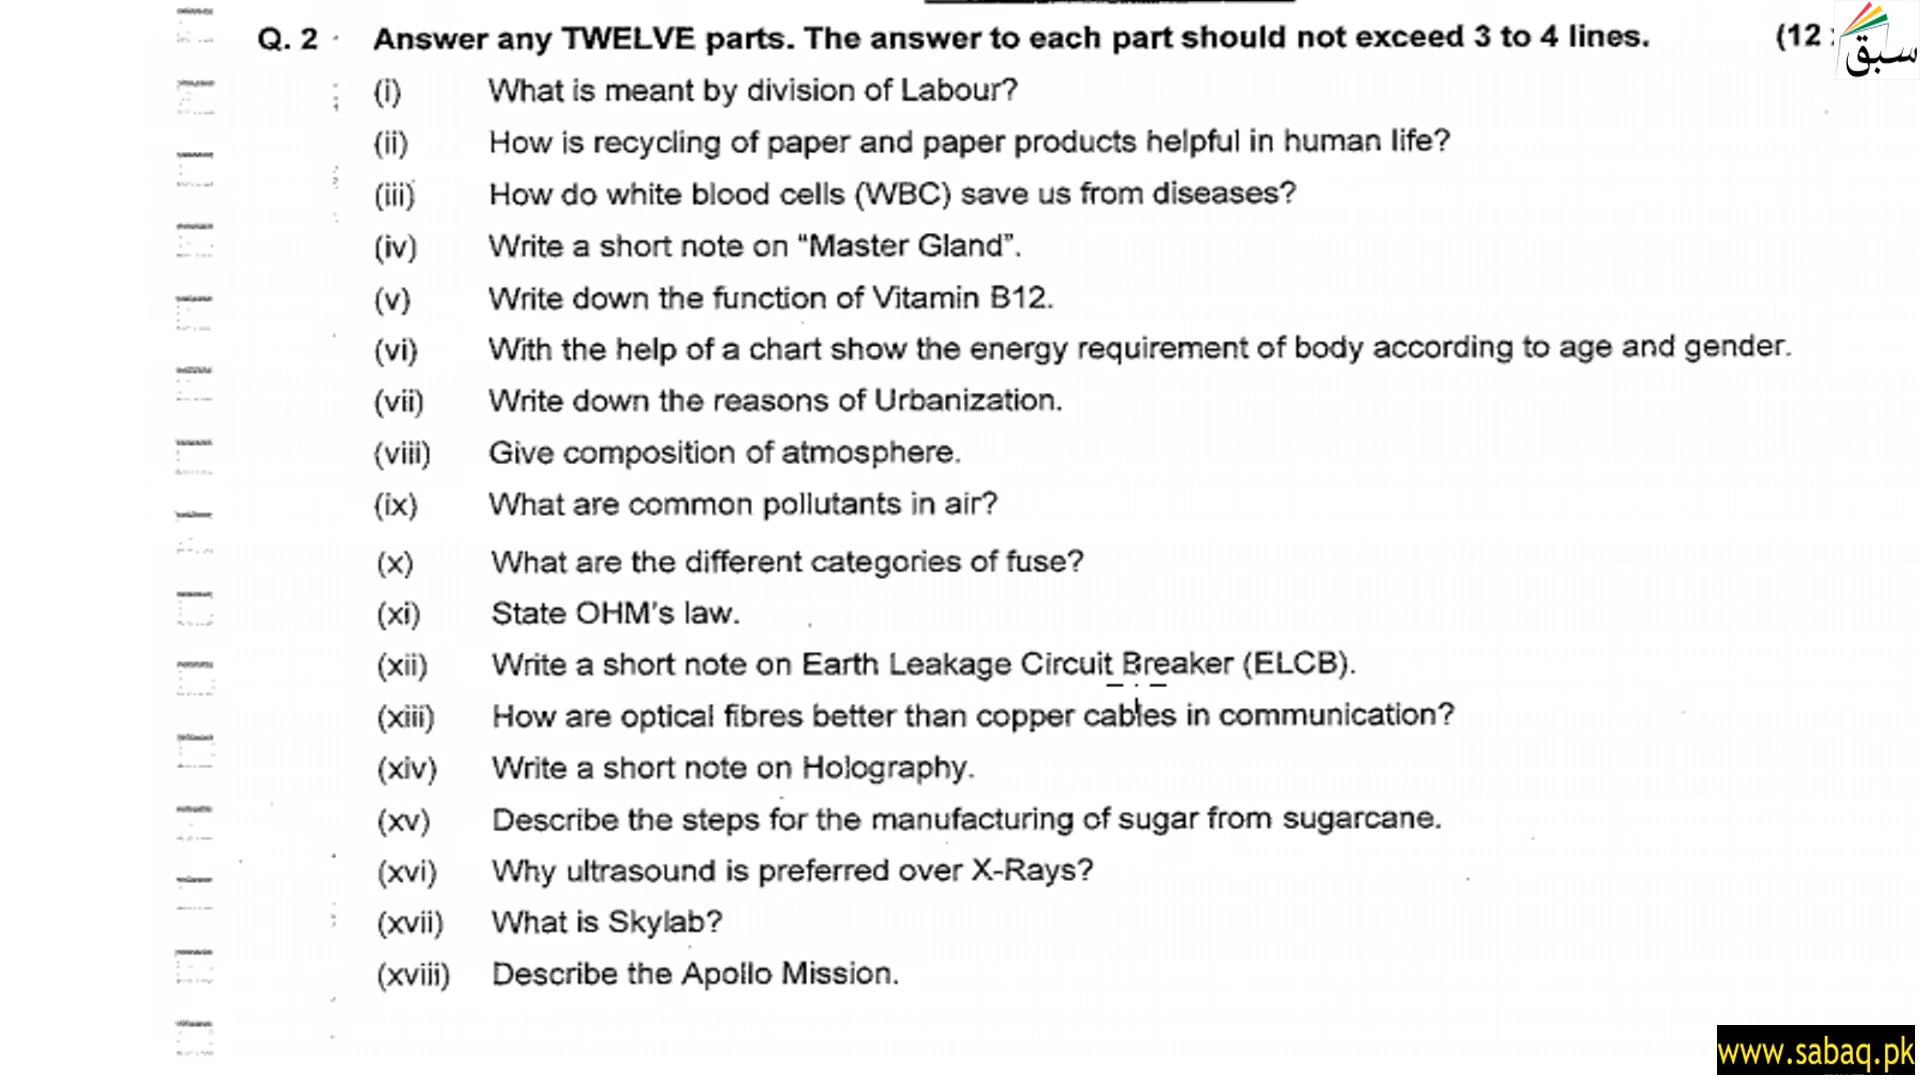 Q. 2 Answer any TWELVE parts. The answer to each part should not exceed 3 to 4 lines. (12
سبق
(i) What is meant by division of Labour?
(ii) How is recycling of paper and paper products helpful in human life?
(iii) How do white blood cells (WBC) save us from diseases?
(iv) Write a short note on “Master Gland”.
(v) Write down the function of Vitamin B12.
(vi) With the help of a chart show the energy requirement of body according to age and gender.
(vii) Write down the reasons of Urbanization.
(viii) Give composition of atmosphere.
(ix) What are common pollutants in air?
(x) What are the different categories of fuse?
(xi) State OHM's law.
(xii) Write a short note on Earth Leakage Circuit Breaker (ELCB).
(xiii) How are optical fibres better than copper cables in communication?
(xiv) Write a short note on Holography.
(xv) Describe the steps for the manufacturing of sugar from sugarcane.
(xvi) Why ultrasound is preferred over X-Rays?
(xvii) What is Skylab?
(xviii) Describe the Apollo Mission.
www.sabaq.pk